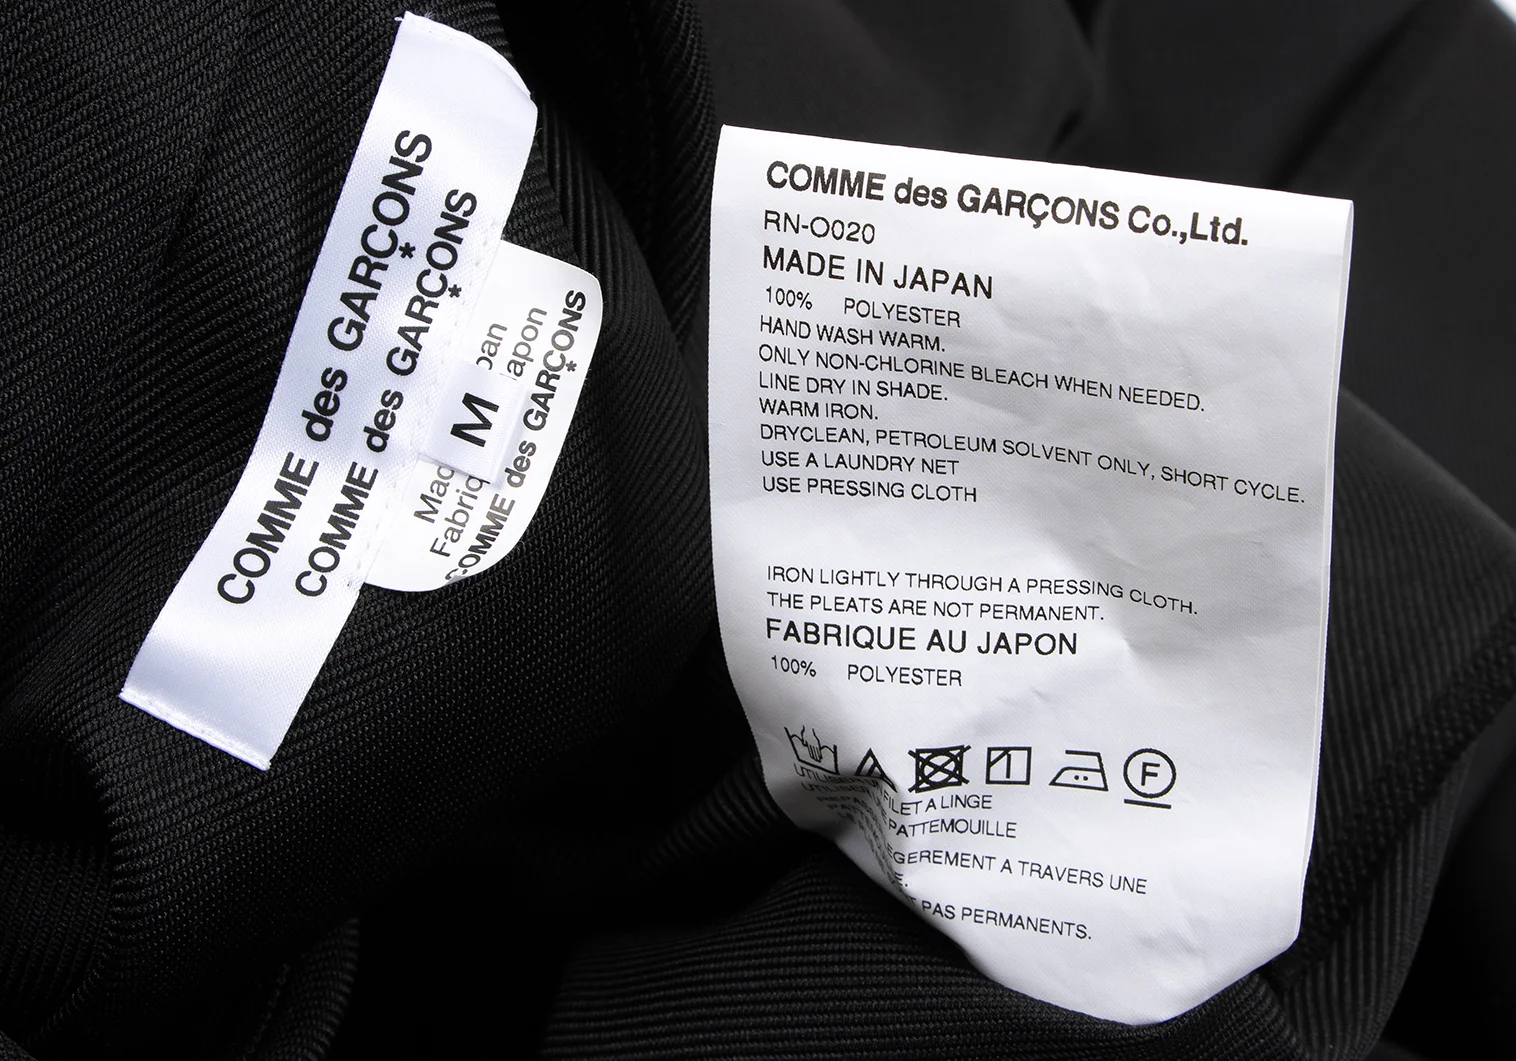 COMME des GARÇONS
COMME des GARÇONS
M
COMME des GARÇONS
COMME des GARÇONS Co.,Ltd.
RN-O020
MADE IN JAPAN
100% POLYESTER
HAND WASH WARM.
ONLY NON-CHLORINE BLEACH WHEN NEEDED.
LINE DRY IN SHADE.
WARM IRON.
DRYCLEAN, PETROLEUM SOLVENT ONLY, SHORT CYCLE.
USE A LAUNDRY NET
USE PRESSING CLOTH
IRON LIGHTLY THROUGH A PRESSING CLOTH.
THE PLEATS ARE NOT PERMANENT.
FABRIQUE AU JAPON
100% POLYESTER
F
FILET A LINGE
PATTEMOUILLE
A TRAVERS UNE
PAS PERMANENTS.